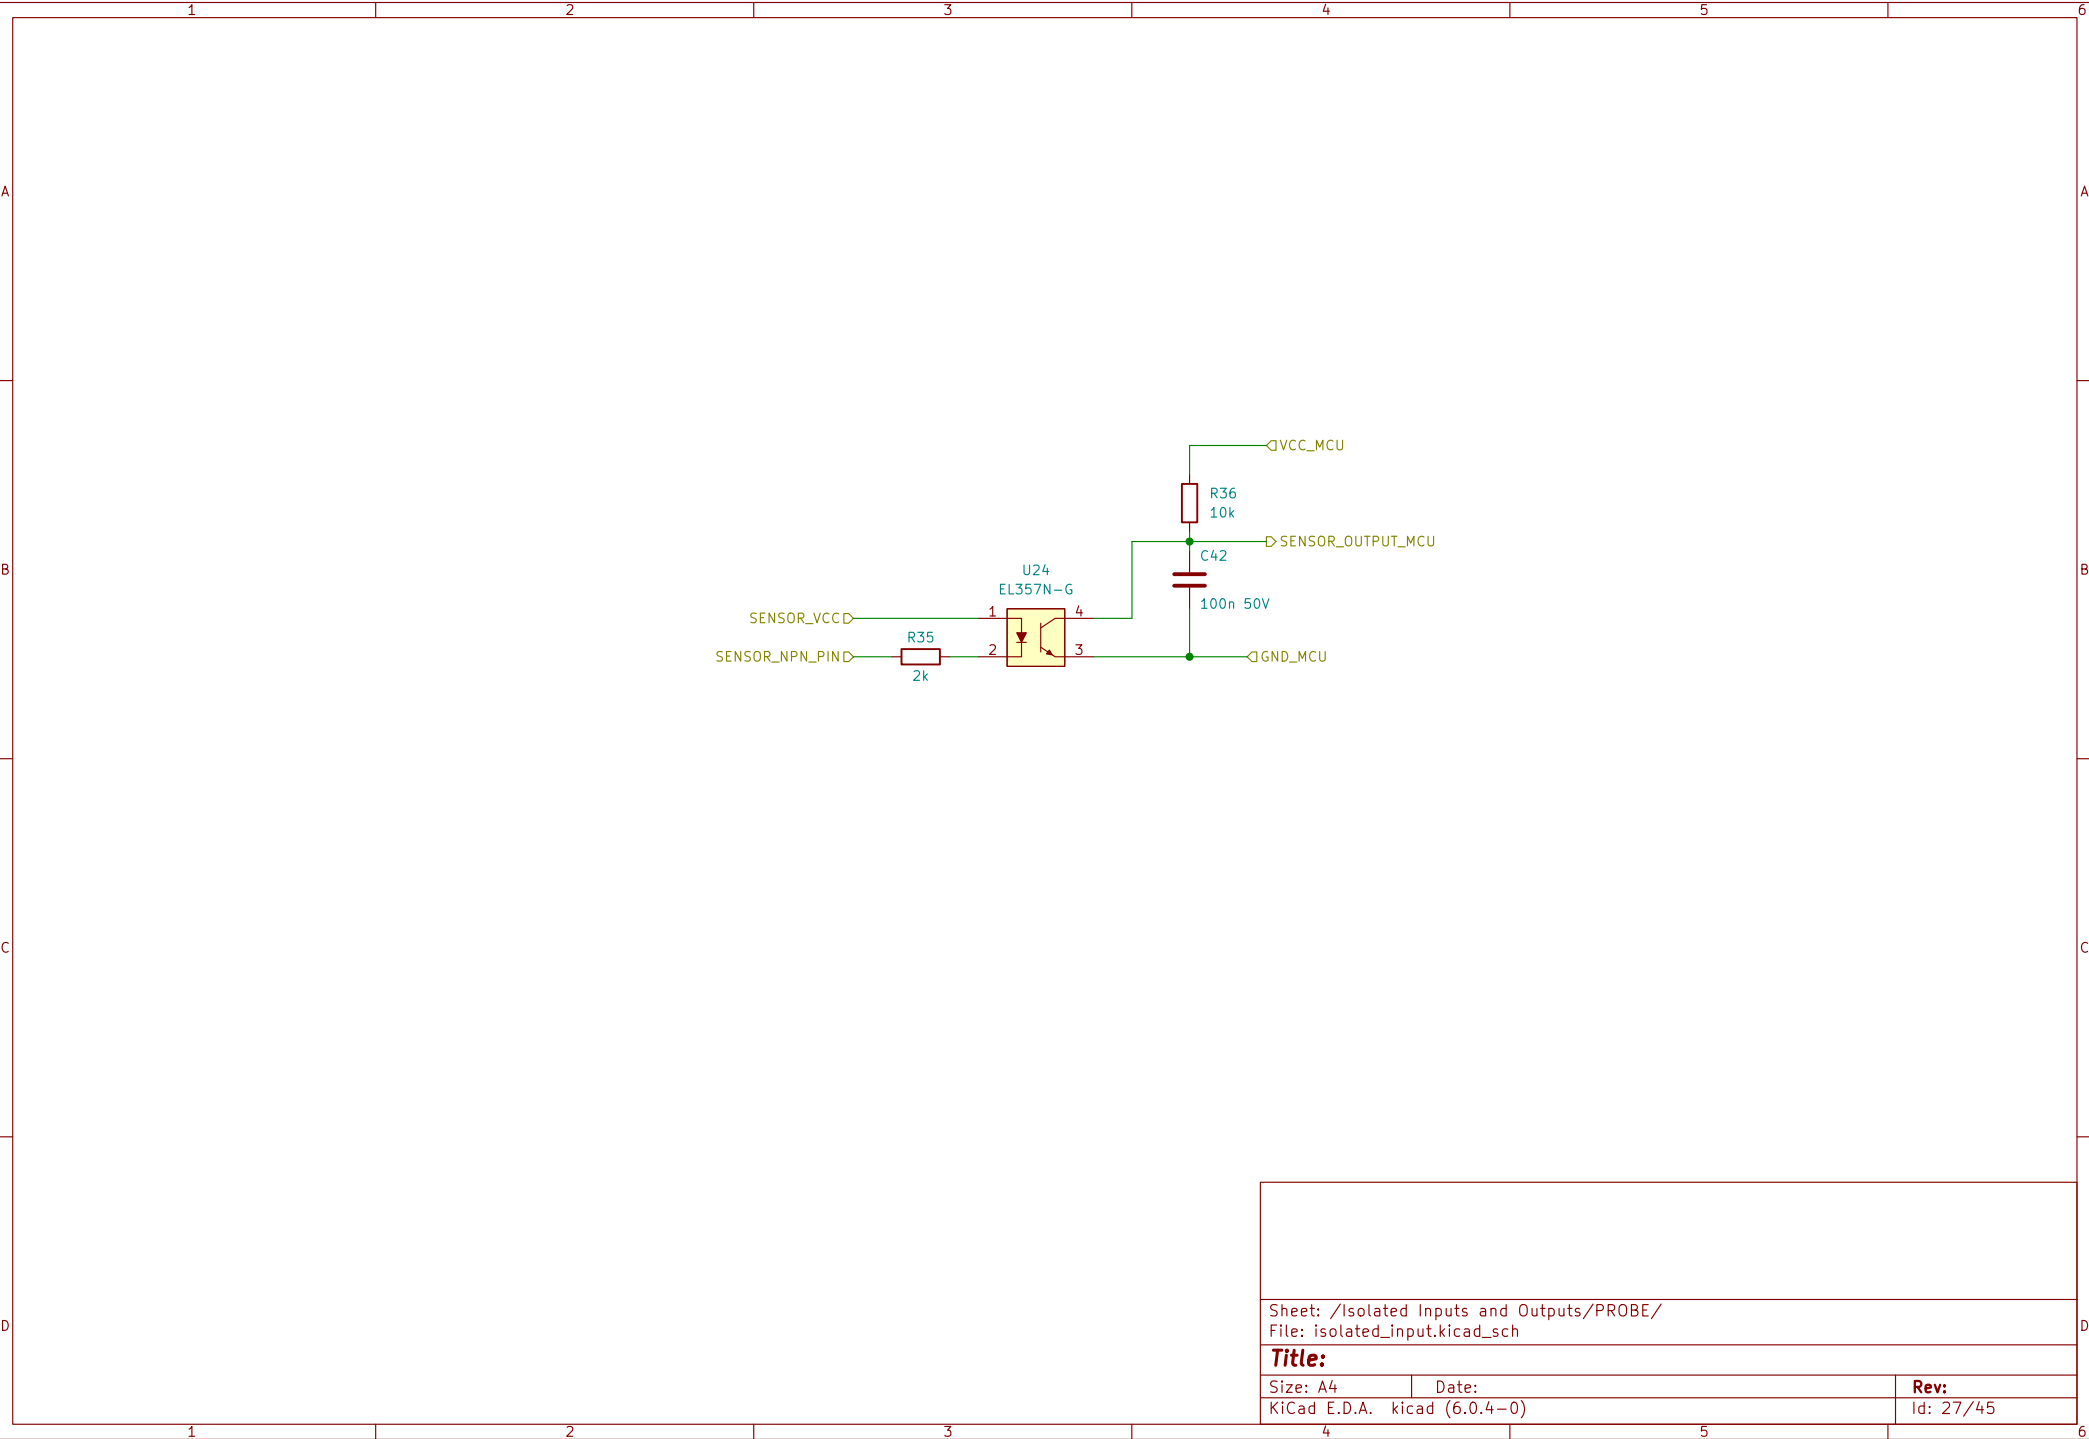 1 2 3 4 5 6
A A
VCC_MCU
R36
10k
SENSOR_OUTPUT_MCU
C42
B B
U24
EL357N-G
100n 50V
SENSOR_VCC 1 4
R35
SENSOR_NPN_PIN 2 3 GND_MCU
2k
C C
Sheet: /Isolated Inputs and Outputs/PROBE/
D D
File: isolated_input.kicad_sch
Title:
Size: A4 Date: Rev:
KiCad E.D.A. kicad (6.0.4-0) Id: 27/45
1 2 3 4 5 6